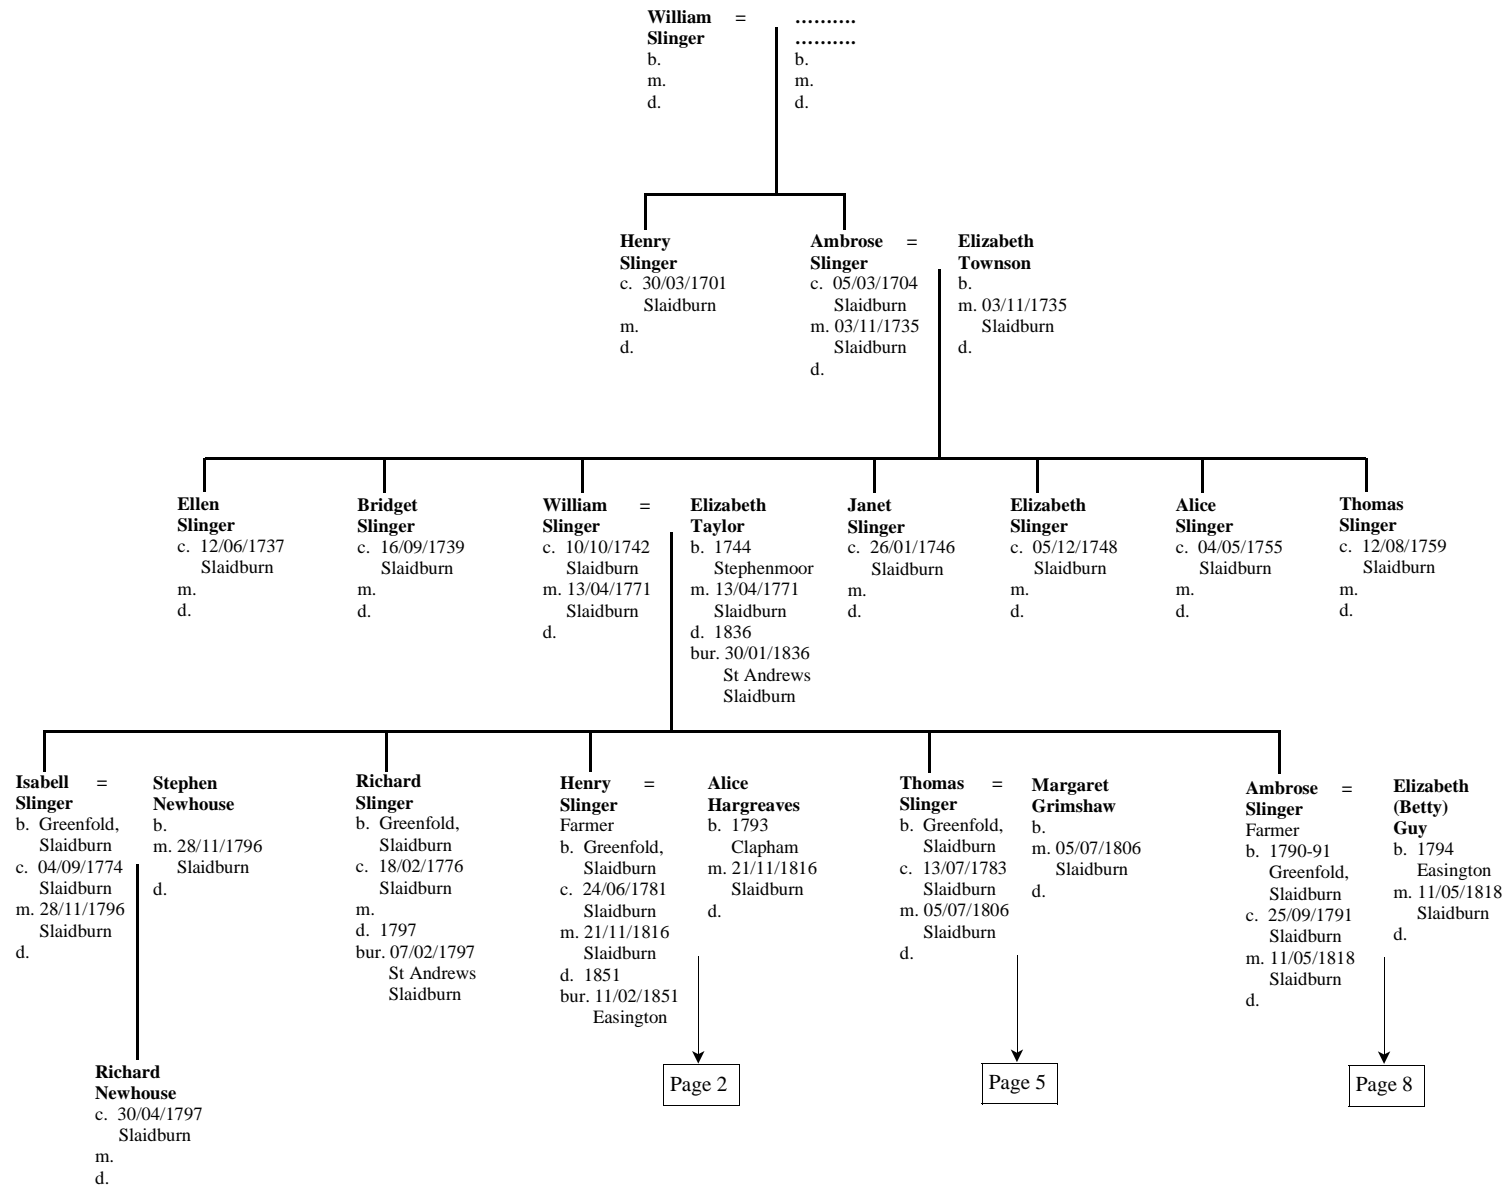 William =
Slinger
b.
m.
d.
..........
..........
b.
m.
d.
Henry
Slinger
c. 30/03/1701
Slaidburn
m.
d.
Ambrose =
Slinger
c. 05/03/1704
Slaidburn
m. 03/11/1735
Slaidburn
d.
Elizabeth
Townson
b.
m. 03/11/1735
Slaidburn
d.
Ellen
Slinger
c. 12/06/1737
Slaidburn
m.
d.
Bridget
Slinger
c. 16/09/1739
Slaidburn
m.
d.
William =
Slinger
c. 10/10/1742
Slaidburn
m. 13/04/1771
Slaidburn
d.
Elizabeth
Taylor
b. 1744
Stephenmoor
m. 13/04/1771
Slaidburn
d. 1836
bur. 30/01/1836
St Andrews
Slaidburn
Janet
Slinger
c. 26/01/1746
Slaidburn
m.
d.
Elizabeth
Slinger
c. 05/12/1748
Slaidburn
m.
d.
Alice
Slinger
c. 04/05/1755
Slaidburn
m.
d.
Thomas
Slinger
c. 12/08/1759
Slaidburn
m.
d.
Isabell =
Slinger
b. Greenfold,
Slaidburn
c. 04/09/1774
Slaidburn
m. 28/11/1796
Slaidburn
d.
Stephen
Newhouse
b.
m. 28/11/1796
Slaidburn
d.
Richard
Slinger
b. Greenfold,
Slaidburn
c. 18/02/1776
Slaidburn
m.
d. 1797
bur. 07/02/1797
St Andrews
Slaidburn
Henry =
Slinger
Farmer
b. Greenfold,
Slaidburn
c. 24/06/1781
Slaidburn
m. 21/11/1816
Slaidburn
d. 1851
bur. 11/02/1851
Easington
Alice
Hargreaves
b. 1793
Clapham
m. 21/11/1816
Slaidburn
d.
Thomas =
Slinger
b. Greenfold,
Slaidburn
c. 13/07/1783
Slaidburn
m. 05/07/1806
Slaidburn
d.
Margaret
Grimshaw
b.
m. 05/07/1806
Slaidburn
d.
Ambrose =
Slinger
Farmer
b. 1790-91
Greenfold,
Slaidburn
c. 25/09/1791
Slaidburn
m. 11/05/1818
Slaidburn
d.
Elizabeth
(Betty)
Guy
b. 1794
Easington
m. 11/05/1818
Slaidburn
d.
Richard
Newhouse
c. 30/04/1797
Slaidburn
m.
d.
Page 2
Page 5
Page 8